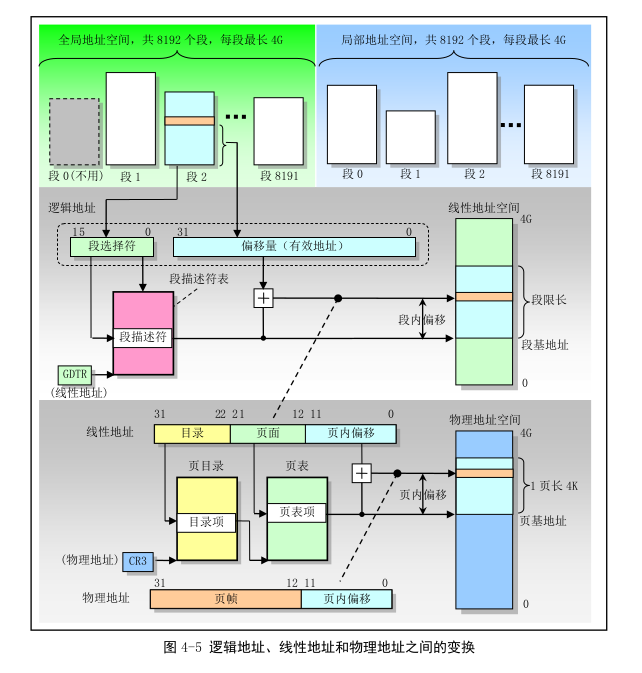 全局地址空间，共 8192 个段，每段最长 4G
局部地址空间，共 8192 个段，每段最长 4G
段 0(不用)
段 1
段 2
段 8191
段 0
段 1
段 2
段 8191
逻辑地址
线性地址空间
15
0
31
0
4G
段选择符
偏移量（有效地址）
段描述符表
段限长
段内偏移
段描述符
段基地址
GDTR
(线性地址)
0
31
22
21
12
11
0
物理地址空间
线性地址
目录
页面
页内偏移
4G
页目录
页表
1 页长 4K
页内偏移
目录项
页表项
页基地址
(物理地址)
CR3
31
12
11
0
物理地址
页帧
页内偏移
0
图 4-5 逻辑地址、线性地址和物理地址之间的变换